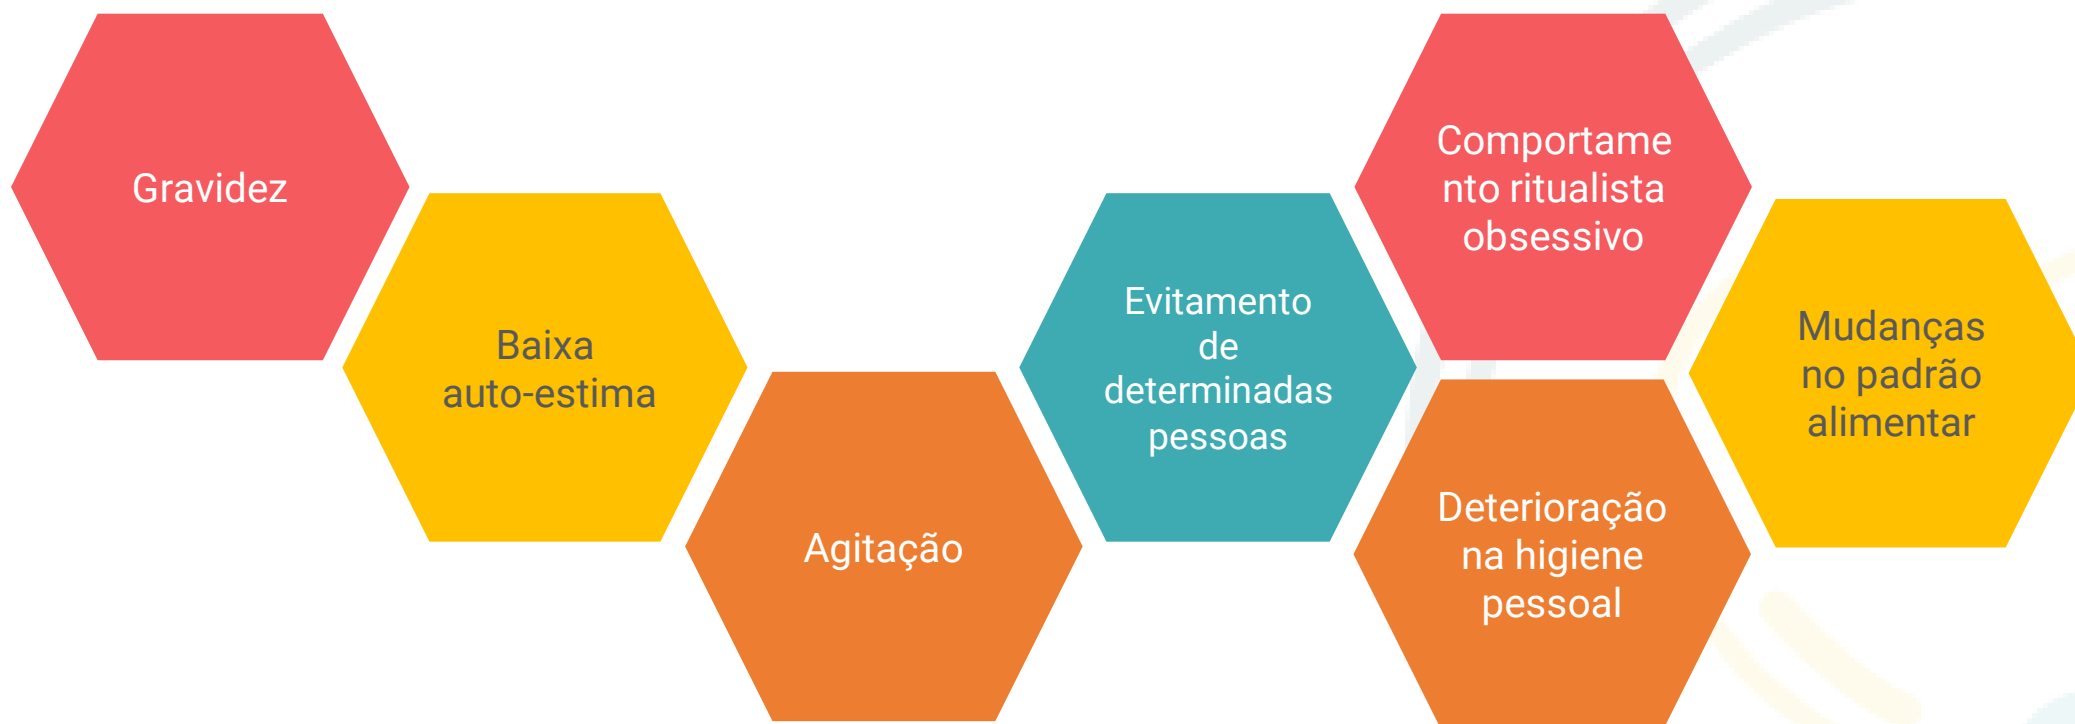 Gravidez
Baixa
auto-estima
Agitação
Evitamento
de
determinadas
pessoas
Comportame
nto ritualista
obsessivo
Deterioração
na higiene
pessoal
Mudanças
no padrão
alimentar